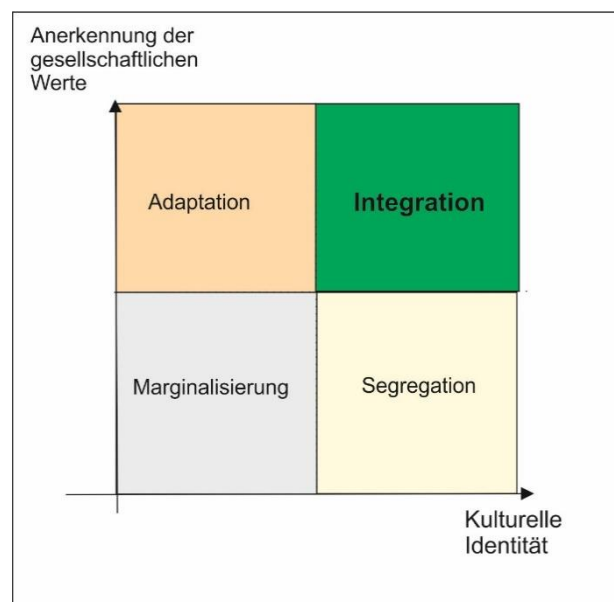 Anerkennung der
gesellschaftlichen
Werte
Adaptation
Integration
Marginalisierung
Segregation
Kulturelle
Identität